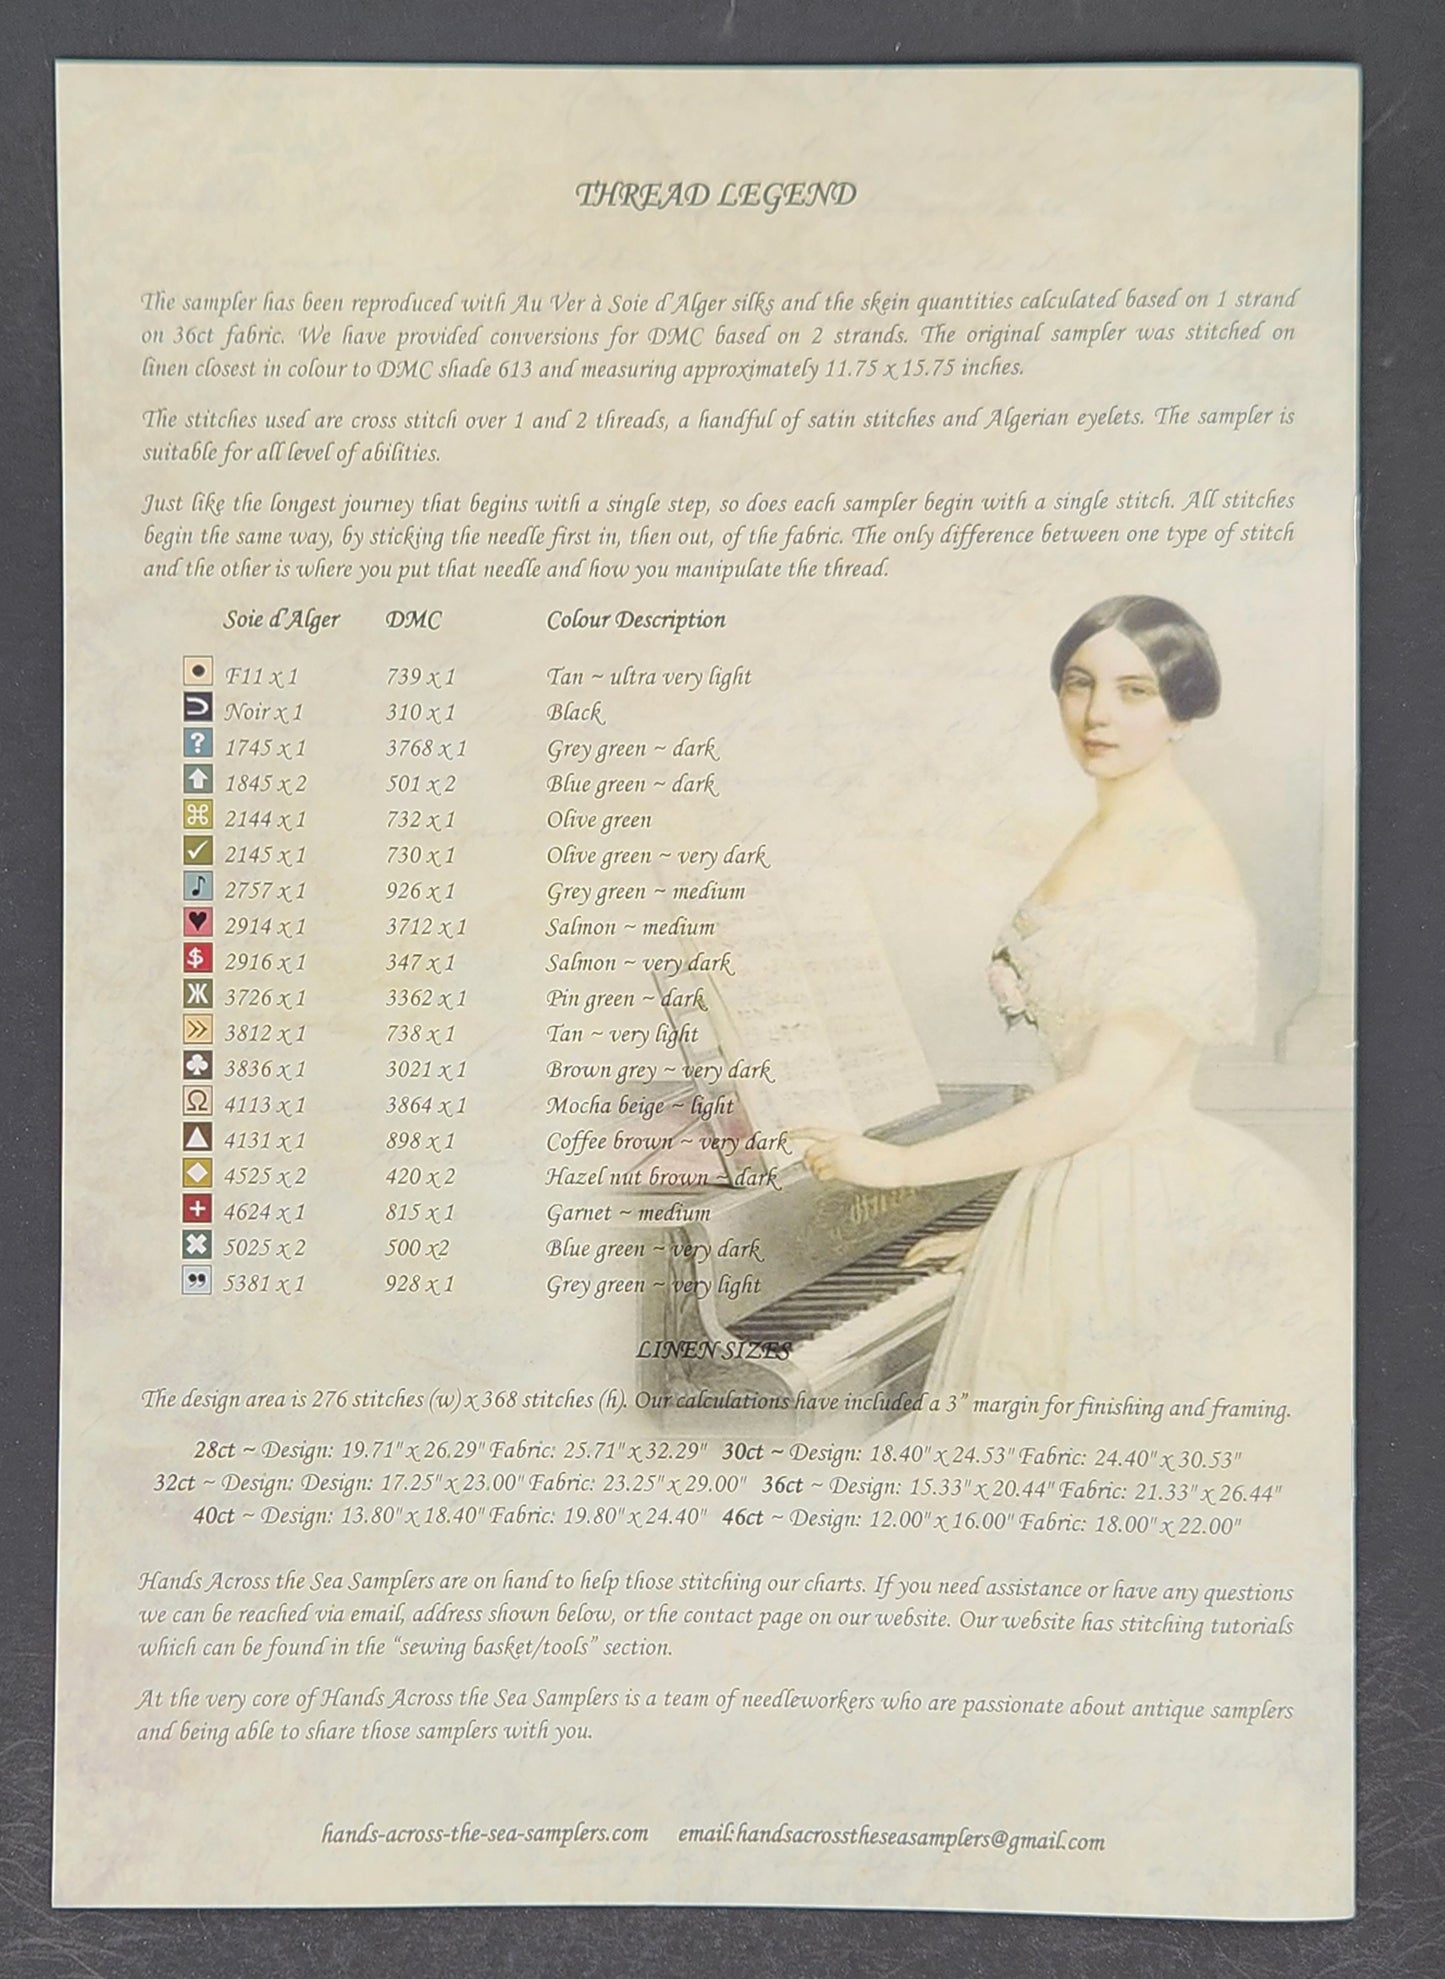 THREAD LEGEND
The sampler has been reproduced with Au Ver à Soie d'Alger silks and the skein quantities calculated based on 1 strand
on 36ct fabric. We have provided conversions for DMC based on 2 strands. The original sampler was stitched on
linen closest in colour to DMC shade 613 and measuring approximately 11.75 x 15.75 inches.
The stitches used are cross stitch over 1 and 2 threads, a handful of satin stitches and Algerian eyelets. The sampler is
suitable for all level of abilities.
Just like the longest journey that begins with a single step, so does each sampler begin with a single stitch. All stitches
begin the same way, by sticking the needle first in, then out, of the fabric. The only difference between one type of stitch
and the other is where you put that needle and how you manipulate the thread.
Soie d'Alger DMC Colour Description
F11 x 1 739 x 1 Tan ~ ultra very light
Noir x 1 310 x 1 Black
1745 x 1 3768 x 1 Grey green ~ dark
1845 x 2 501 x 2 Blue green ~ dark
2144 x 1 732 x 1 Olive green
2145 x 1 730 x 1 Olive green ~ very dark
2757 x 1 926 x 1 Grey green ~ medium
2914 x 1 3712 x 1 Salmon ~ medium
2916 x 1 347 x 1 Salmon ~ very dark
3726 x 1 3362 x 1 Pin green ~ dark
3812 x 1 738 x 1 Tan ~ very light
3836 x 1 3021 x 1 Brown grey ~ very dark
4113 x 1 3864 x 1 Mocha beige ~ light
4131 x 1 898 x 1 Coffee brown ~ very dark
4525 x 2 420 x 2 Hazel nut brown ~ dark
4624 x 1 815 x 1 Garnet ~ medium
5025 x 2 500 x2 Blue green ~ very dark
5381 x 1 928 x 1 Grey green ~ very light
LINEN SIZES
The design area is 276 stitches (w) x 368 stitches (h). Our calculations have included a 3” margin for finishing and framing.
28ct ~ Design: 19.71" x 26.29" Fabric: 25.71" x 32.29" 30ct ~ Design: 18.40" x 24.53" Fabric: 24.40" x 30.53"
32ct ~ Design: Design: 17.25" x 23.00" Fabric: 23.25" x 29.00" 36ct ~ Design: 15.33" x 20.44" Fabric: 21.33" x 26.44"
40ct ~ Design: 13.80" x 18.40" Fabric: 19.80" x 24.40" 46ct ~ Design: 12.00" x 16.00" Fabric: 18.00" x 22.00"
Hands Across the Sea Samplers are on hand to help those stitching our charts. If you need assistance or have any questions
we can be reached via email, address shown below, or the contact page on our website. Our website has stitching tutorials
which can be found in the “sewing basket/tools” section.
At the very core of Hands Across the Sea Samplers is a team of needleworkers who are passionate about antique samplers
and being able to share those samplers with you.
hands-across-the-sea-samplers.com email:handsacrosstheseasamplers@gmail.com